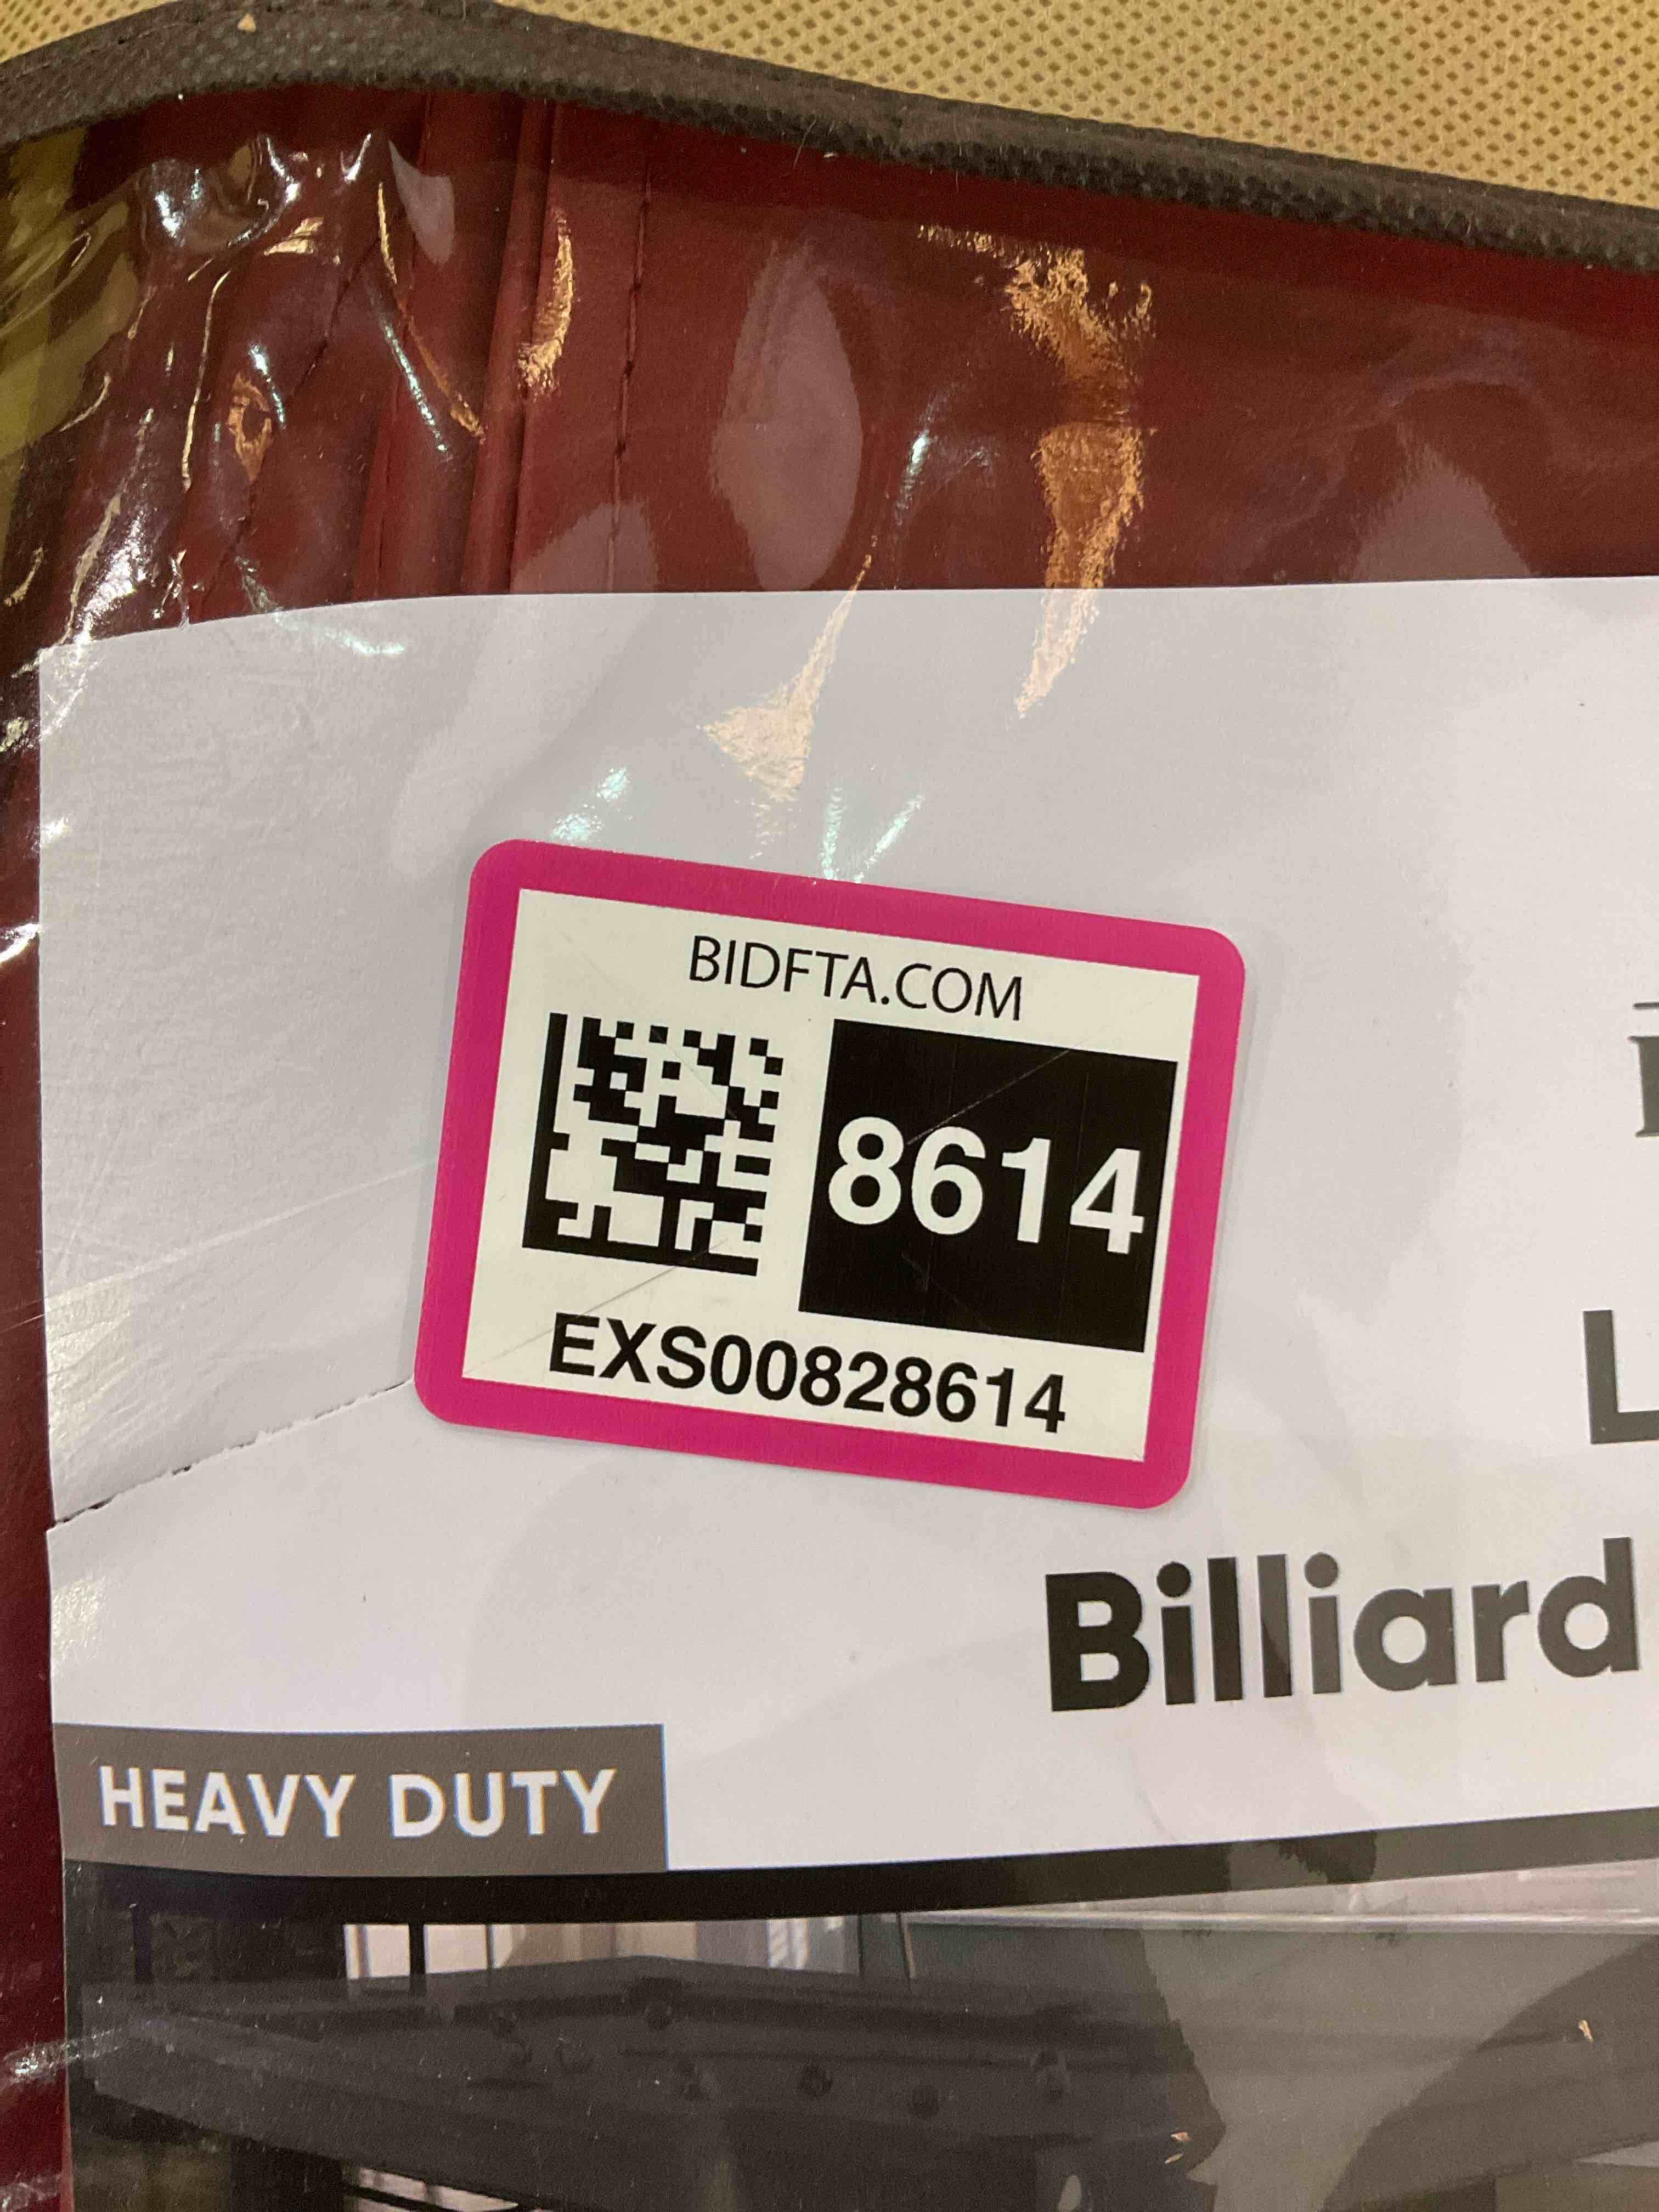 BIDFTA.COM
8614
EXS00828614
Billiard
HEAVY DUTY